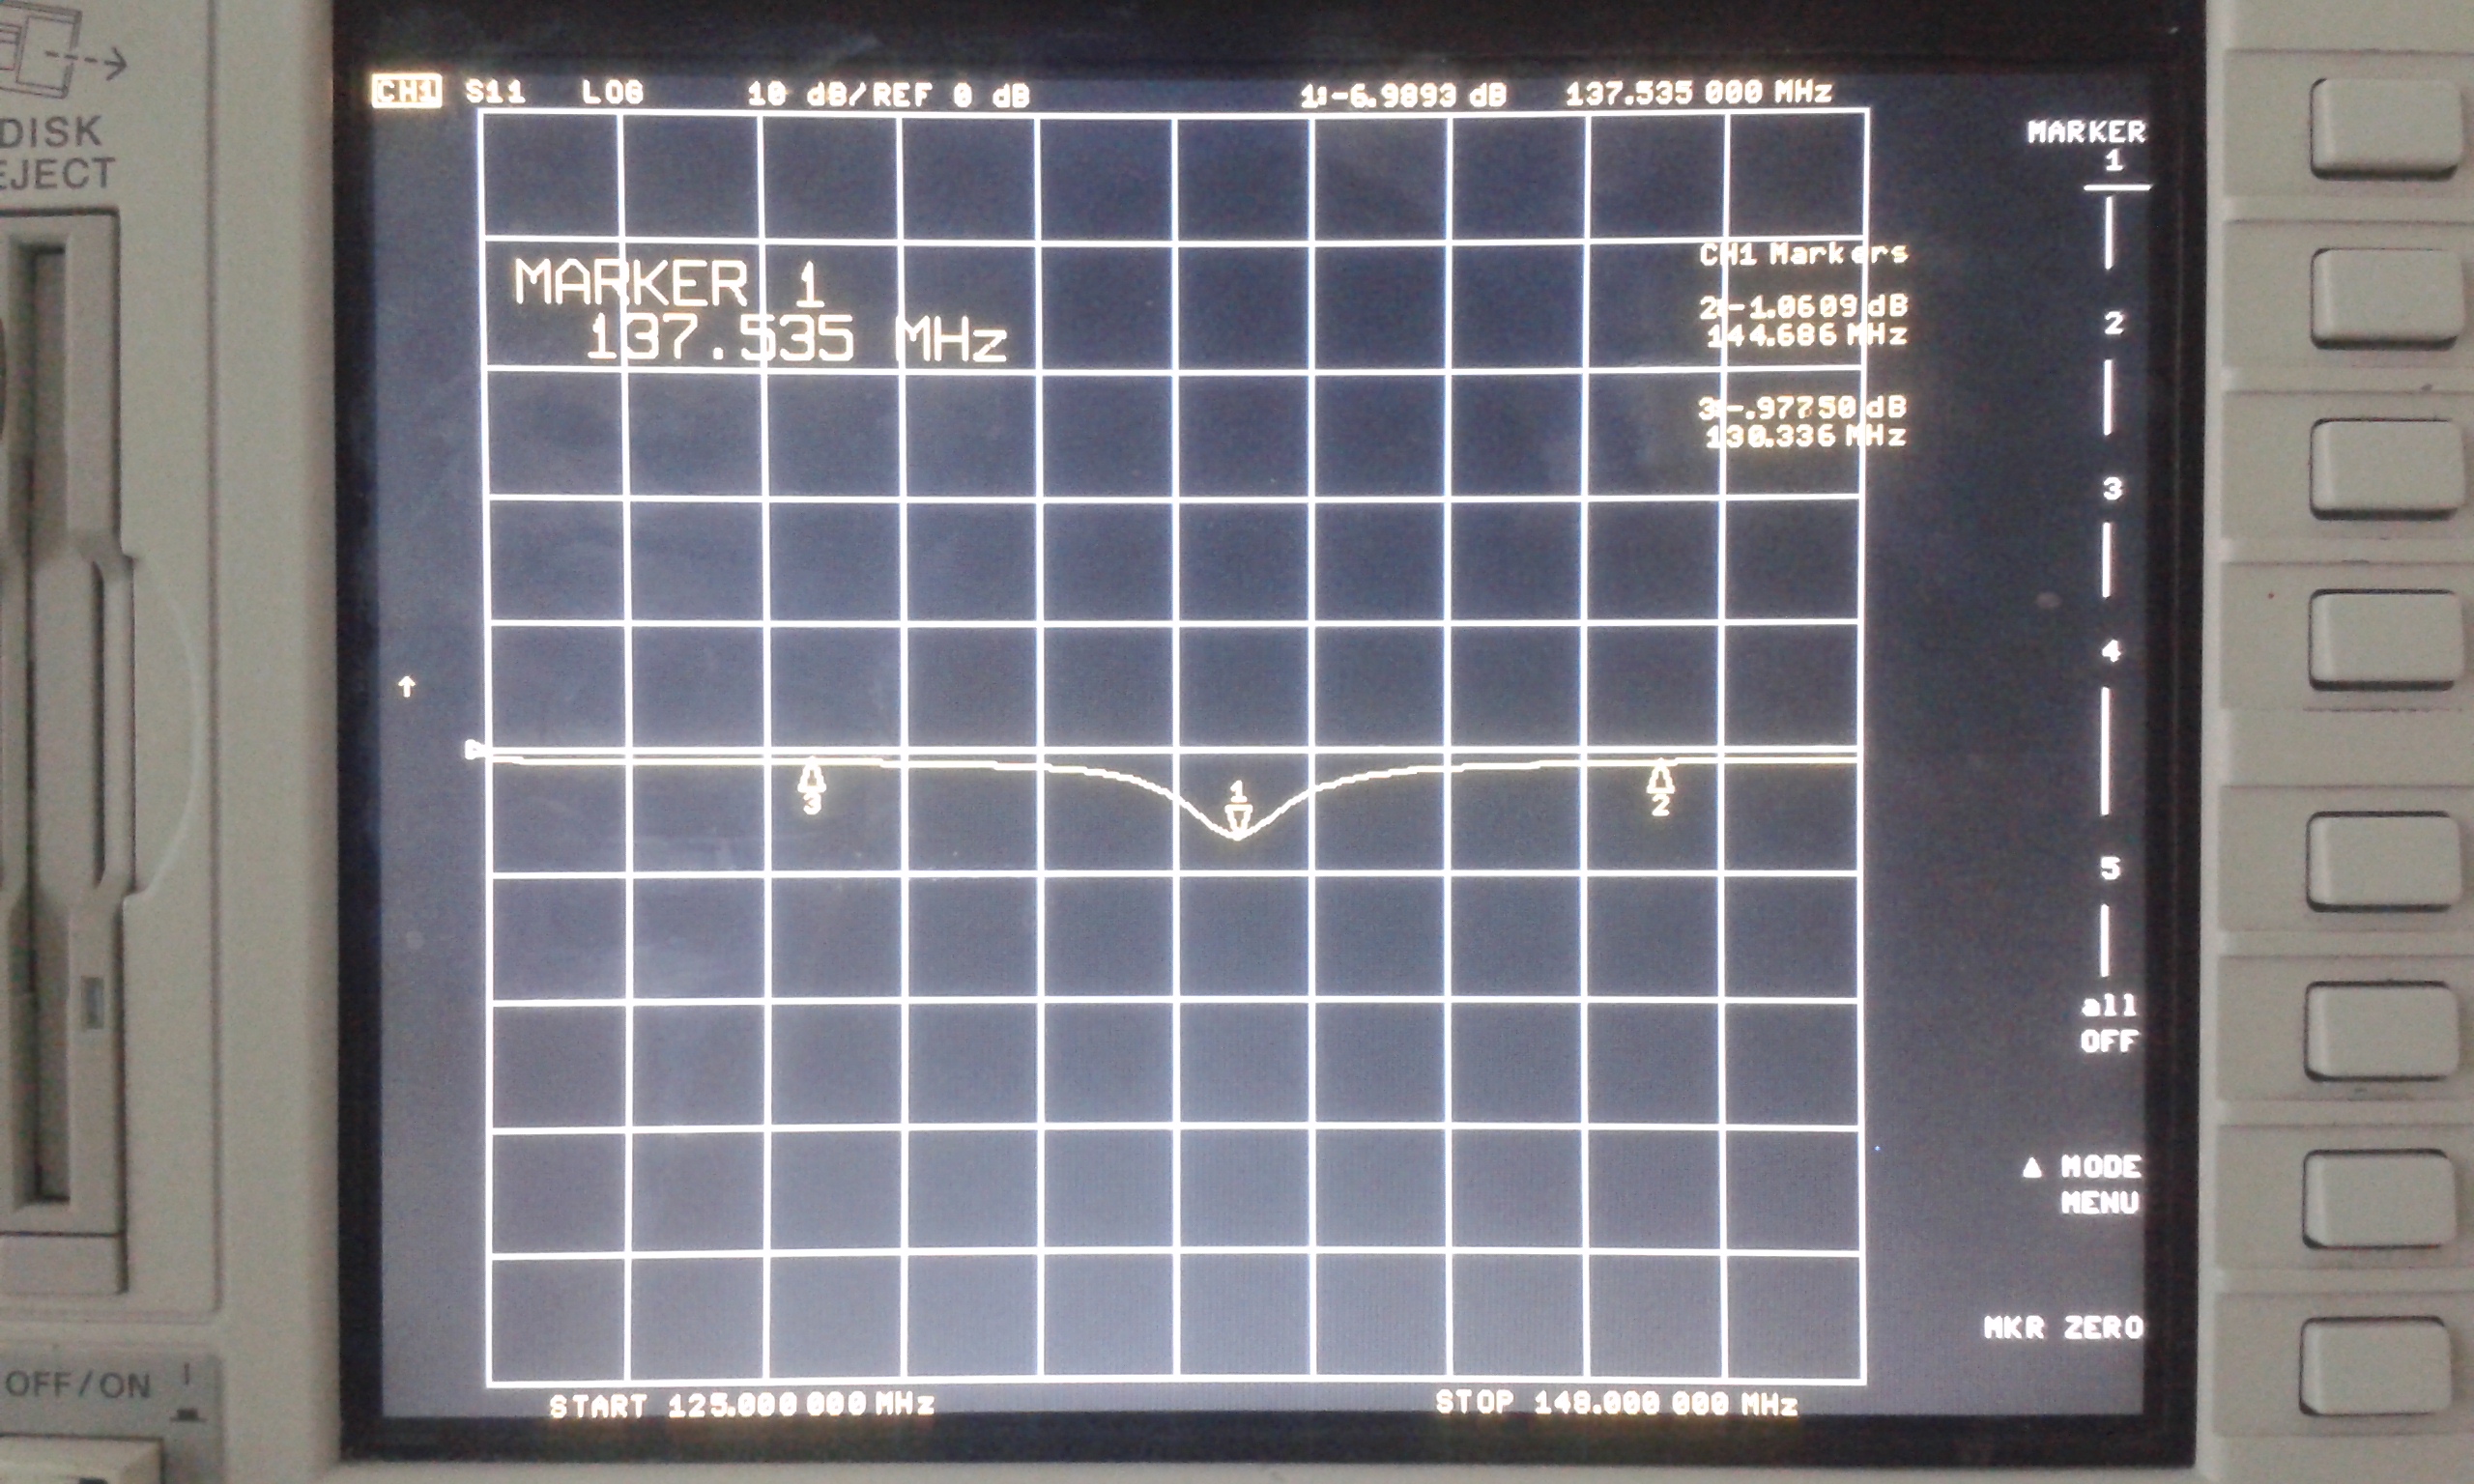 DISK
EJECT
CH1 S11 LOG 10 dB/REF 0 dB 1:-6.9893 dB 137.535 000 MHz
MARKER
1
CH1 Markers
MARKER 1
137.535 MHz
2:-1.0609 dB
144.686 MHz
2
3:-.97750 dB
130.336 MHz
3
4
↑
3
1
2
5
all
OFF
▲ MODE
MENU
MKR ZERO
OFF/ON
START 125.000 000 MHz STOP 148.000 000 MHz